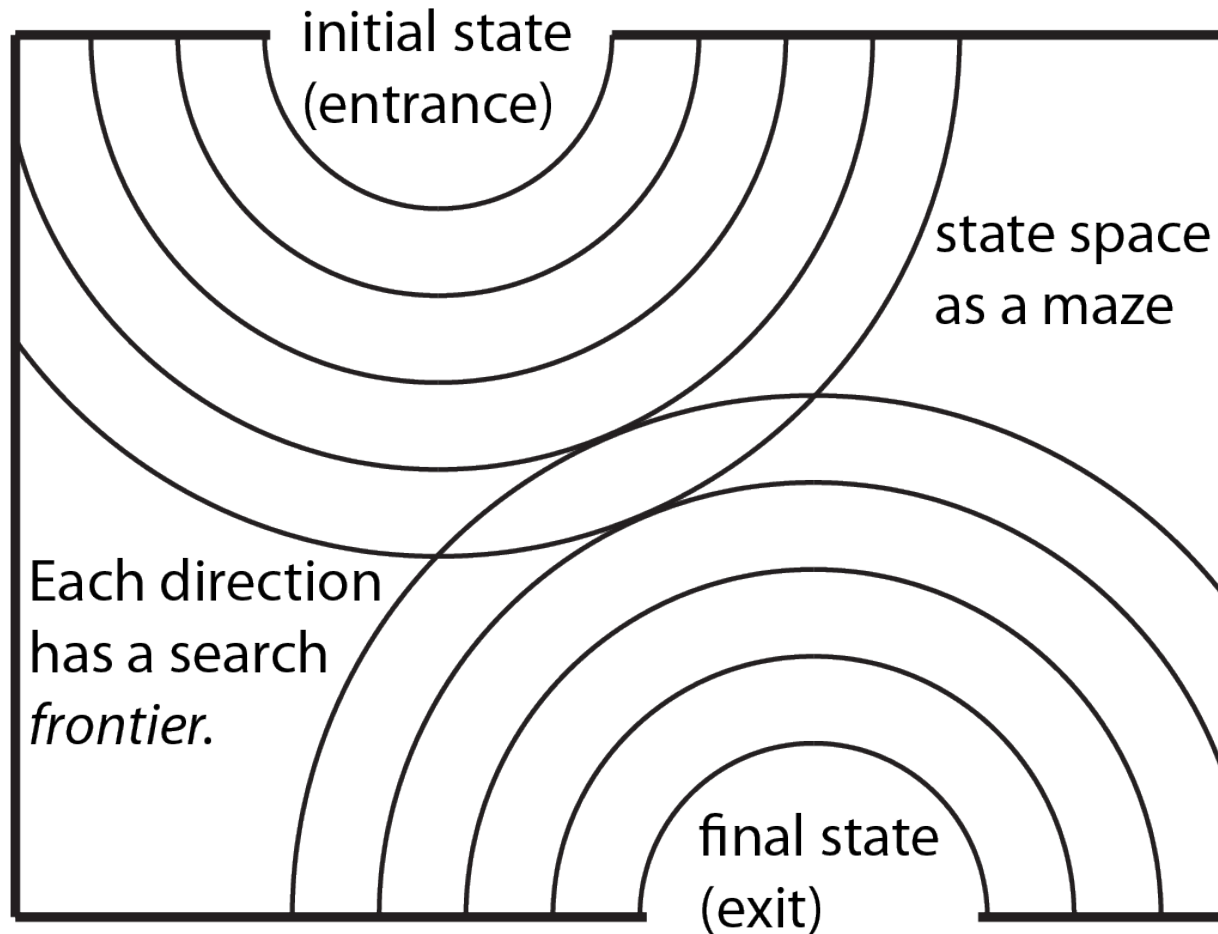 initial state
(entrance)
state space
as a maze
Each direction
has a search
frontier.
final state
(exit)